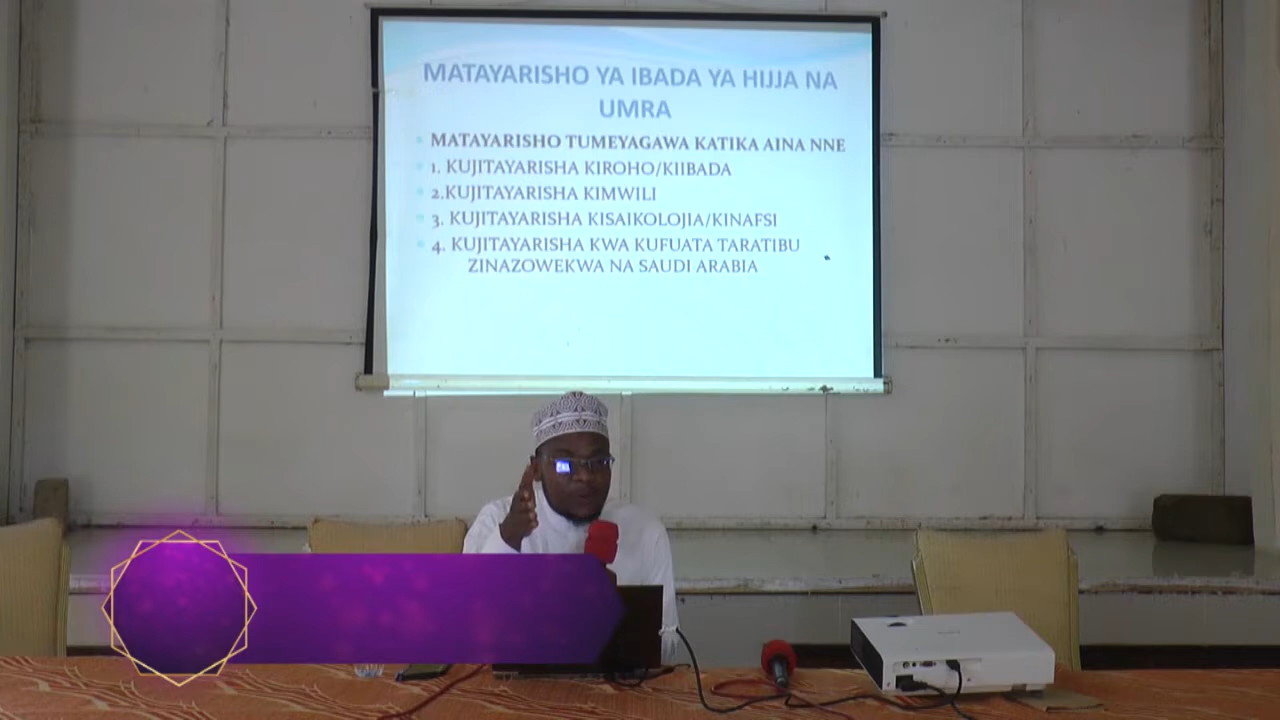 MATAYARISHO YA IBADA YA HIJJA NA
UMRA
MATAYARISHO TUMEYAGAWA KATIKA AINA NNE
1. KUJITAYARISHA KIROHO/KIIBADA
2.KUJITAYARISHA KIMWILI
3. KUJITAYARISHA KISAIKOLOJIA/KINAFSI
4. KUJITAYARISHA KWA KUFUATA TARATIBU
ZINAZOWEKWA NA SAUDI ARABIA